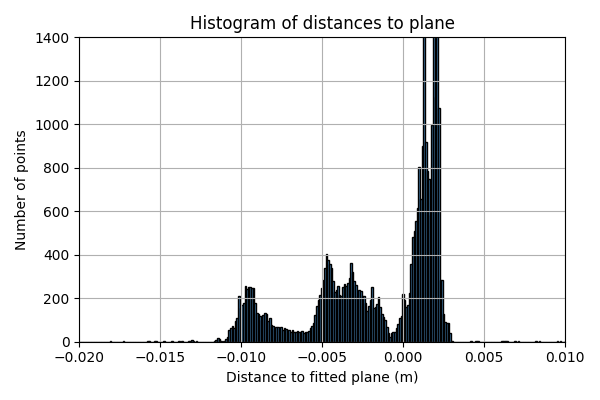 Histogram of distances to plane
1400
1200
1000
800
600
400
200
0
Number of points
−0.020 −0.015 −0.010 −0.005 0.000 0.005 0.010
Distance to fitted plane (m)